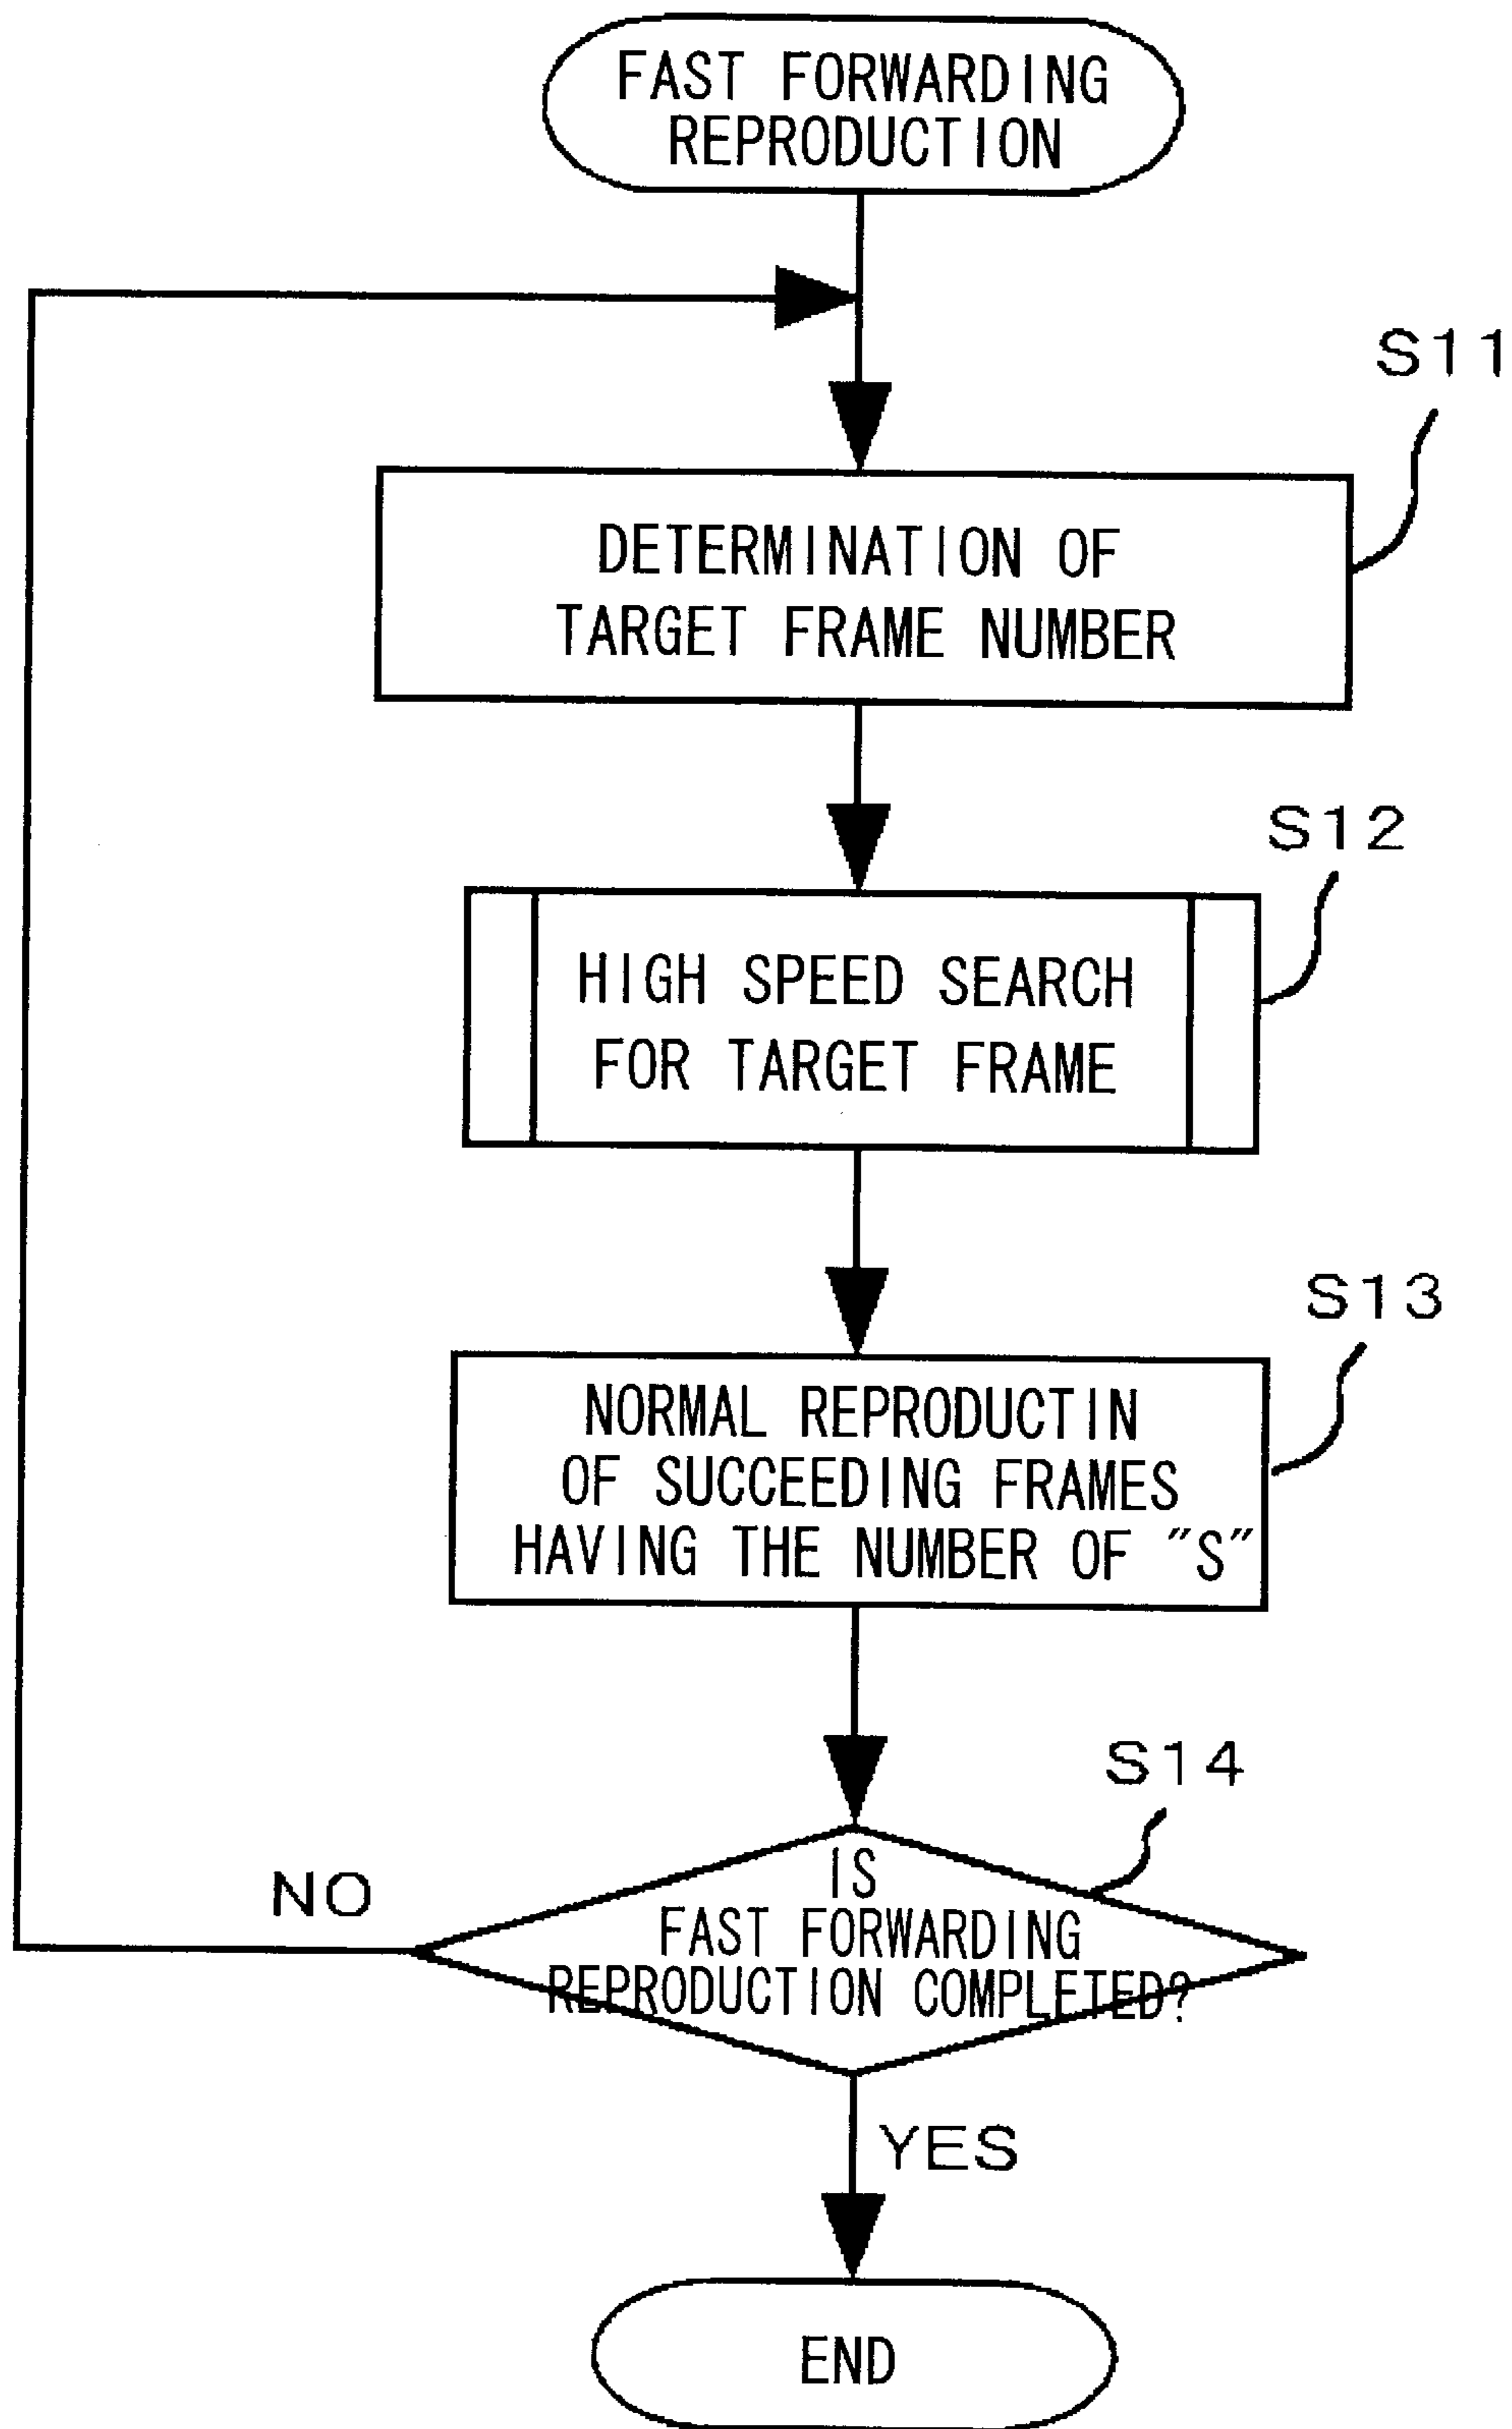 FAST FORWARDING
REPRODUCTION
S11
DETERMINATION OF
TARGET FRAME NUMBER
S12
HIGH SPEED SEARCH
FOR TARGET FRAME
S13
NORMAL REPRODUCTIN
OF SUCCEEDING FRAMES
HAVING THE NUMBER OF "S"
S14
IS
FAST FORWARDING
REPRODUCTION COMPLETED?
NO
YES
END